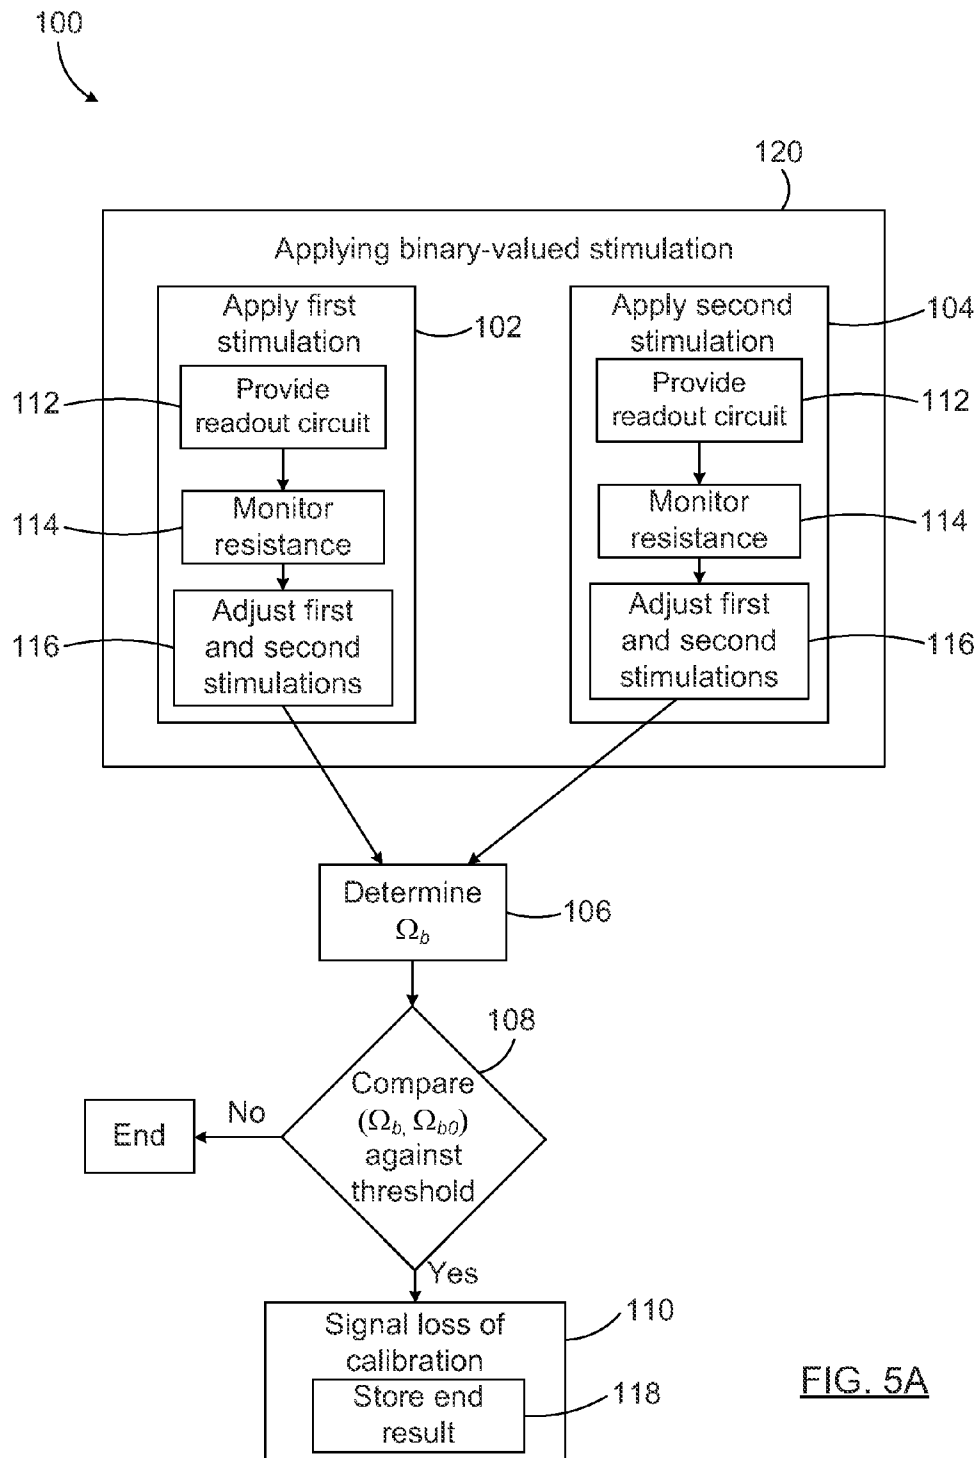 100
120
Applying binary-valued stimulation
Apply first
stimulation
102
Provide
readout circuit
112
Monitor
resistance
114
Adjust first
and second
stimulations
116
Apply second
stimulation
104
Provide
readout circuit
112
Monitor
resistance
114
Adjust first
and second
stimulations
116
Determine
Ωb
106
108
Compare
(Ωb, Ωb0)
against
threshold
No
End
Yes
Signal loss of
calibration
110
Store end
result
118
FIG. 5A